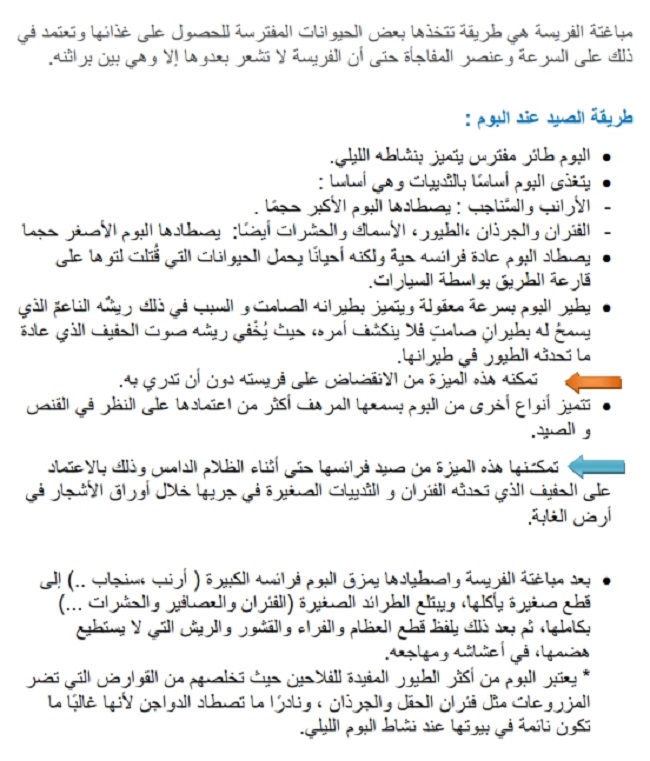 مباغتة الفريسة هي طريقة تتخذها بعض الحيوانات المفترسة للحصول على غذائها وتعتمد في
ذلك على السرعة وعنصر المفاجأة حتى أن الفريسة لا تشعر بعدوها إلا وهي بين براثنه.
طريقة الصيد عند البوم :
• البوم طائر مفترس يتميز بنشاطه الليلي.
• يتغذى البوم أساسًا بالثدييات وهي أساسا :
- الأرانب والسَّناجب : يصطادها البوم الأكبر حجمًا .
- الفئران والجرذان ،الطيور، الأسماك والحشرات أيضًا: يصطادها البوم الأصغر حجما
• يصطاد البوم عادة فرائسه حية ولكنه أحيانًا يحمل الحيوانات التي قُتلت لتوها على
قارعة الطريق بواسطة السيارات.
• يطير البوم بسرعة معقولة ويتميز بطيرانه الصامت و السبب في ذلك ريشُه الناعمُ الذي
يسمحُ له بطيرانٍ صامتٍ فلا ينكشف أمره، حيث يُخْفي ريشه صوت الحفيف الذي عادة
ما تحدثه الطيور في طيرانها.
تمكنه هذه الميزة من الانقضاض على فريسته دون أن تدري به.
• تتميز أنواع أخرى من البوم بسمعها المرهف أكثر من اعتمادها على النظر في القنص
و الصيد.
تمكنها هذه الميزة من صيد فرائسها حتى أثناء الظلام الدامس وذلك بالاعتماد
على الحفيف الذي تحدثه الفئران و الثدييات الصغيرة في جريها خلال أوراق الأشجار في
أرض الغابة.
• بعد مباغتة الفريسة واصطيادها يمزق البوم فرائسه الكبيرة ( أرنب ،سنجاب ..) إلى
قطع صغيرة يأكلها، ويبتلع الطرائد الصغيرة (الفئران والعصافير والحشرات ...)
بكاملها، ثم بعد ذلك يلفظ قطع العظام والفراء والقشور والريش التي لا يستطيع
هضمها، في أعشاشه ومهاجعه.
* يعتبر البوم من أكثر الطيور المفيدة للفلاحين حيث تخلصهم من القوارض التي تضر
المزروعات مثل فئران الحقل والجرذان ، ونادرًا ما تصطاد الدواجن لأنها غالبًا ما
تكون نائمة في بيوتها عند نشاط البوم الليلي.